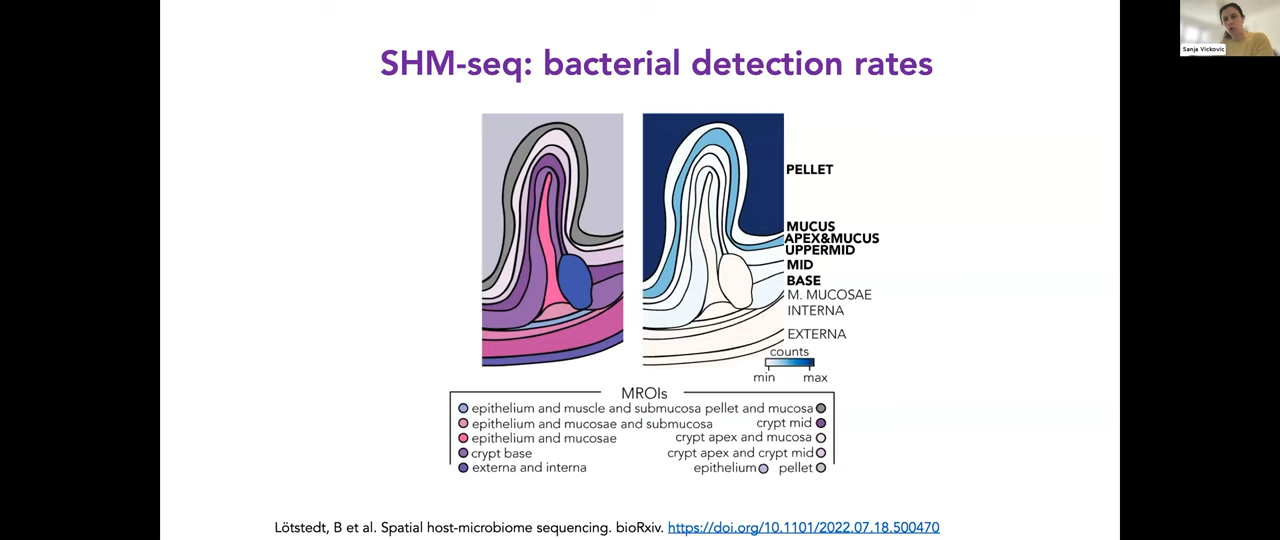 SHM-seq: bacterial detection rates
Sanja Vickovic
PELLET
MUCUS
APEX&MUCUS
UPPERMID
MID
BASE
M. MUCOSAE
INTERNA
EXTERNA
counts
min max
MROIs
epithelium and muscle and submucosa pellet and mucosa
epithelium and mucosae and submucosa crypt mid
epithelium and mucosae crypt apex and mucosa
crypt base crypt apex and crypt mid
externa and interna epithelium pellet
Lötstedt, B et al. Spatial host-microbiome sequencing. bioRxiv. https://doi.org/10.1101/2022.07.18.500470